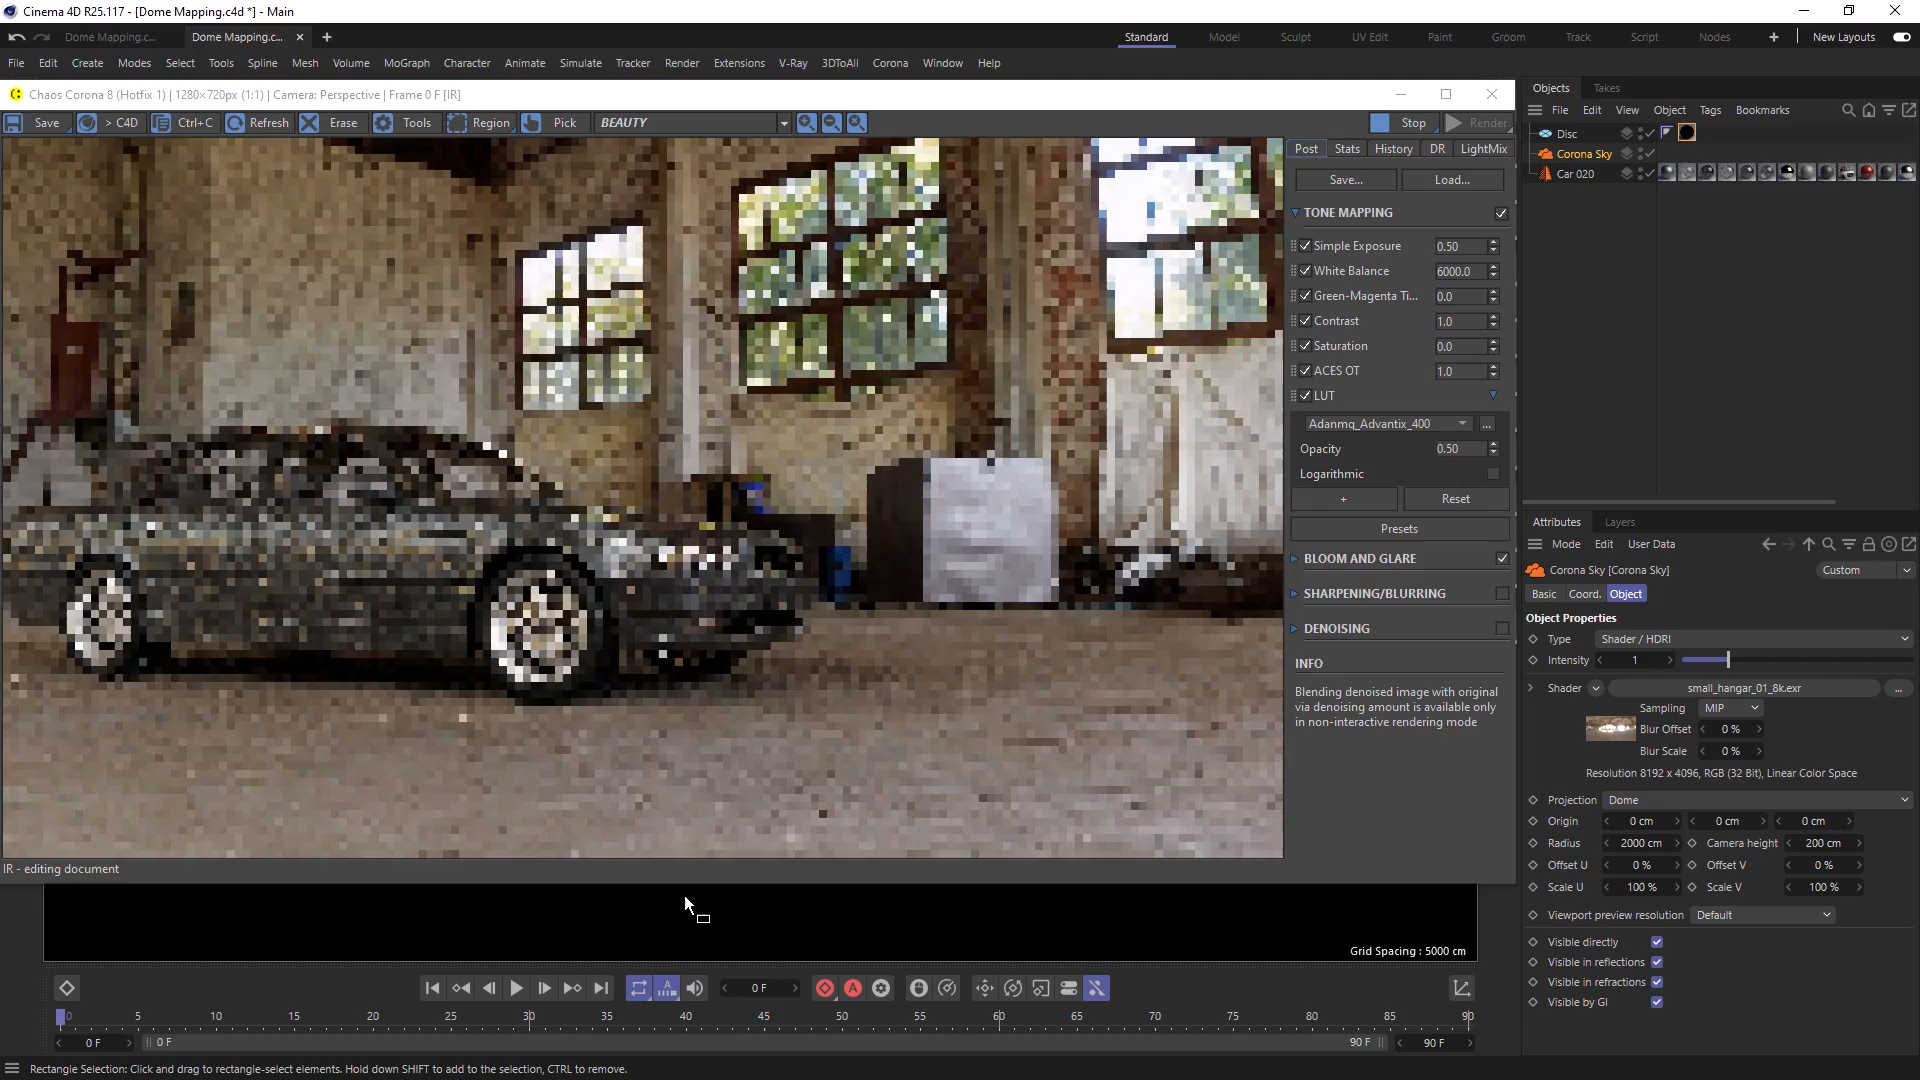 Cinema 4D R25.117 - [Dome Mapping.c4d *] - Main
Dome Mapping.c... Dome Mapping.c... × +
Standard Model Sculpt UV Edit Paint Groom Track Script Nodes + New Layouts
File Edit Create Modes Select Tools Spline Mesh Volume MoGraph Character Animate Simulate Tracker Render Extensions V-Ray 3DToAll Corona Window Help
Chaos Corona 8 (Hotfix 1) | 1280×720px (1:1) | Camera: Perspective | Frame 0 F [IR]
Save > C4D Ctrl+C Refresh Erase Tools Region Pick BEAUTY Stop Render
Post Stats History DR LightMix
Save... Load...
TONE MAPPING
Simple Exposure 0.50
White Balance 6000.0
Green-Magenta Ti... 0.0
Contrast 1.0
Saturation 0.0
ACES OT 1.0
LUT
Adanmq_Advantix_400 ...
Opacity 0.50
Logarithmic
+ Reset
Presets
BLOOM AND GLARE
SHARPENING/BLURRING
DENOISING
INFO
Blending denoised image with original
via denoising amount is available only
in non-interactive rendering mode
IR - editing document
Grid Spacing : 5000 cm
Objects Takes
File Edit View Object Tags Bookmarks
Disc
Corona Sky
Car 020
Attributes Layers
Mode Edit User Data
Corona Sky [Corona Sky] Custom
Basic Coord. Object
Object Properties
Type Shader / HDRI
Intensity 1
Shader small_hangar_01_8k.exr ...
Sampling MIP
Blur Offset 0 %
Blur Scale 0 %
Resolution 8192 x 4096, RGB (32 Bit), Linear Color Space
Projection Dome
Origin 0 cm 0 cm 0 cm
Radius 2000 cm Camera height 200 cm
Offset U 0 % Offset V 0 %
Scale U 100 % Scale V 100 %
Viewport preview resolution Default
Visible directly
Visible in reflections
Visible in refractions
Visible by GI
A A 0 F
0 5 10 15 20 25 30 35 40 45 50 55 60 65 70 75 80 85 90
0 F 0 F 90 F 90 F
Rectangle Selection: Click and drag to rectangle-select elements. Hold down SHIFT to add to the selection, CTRL to remove.